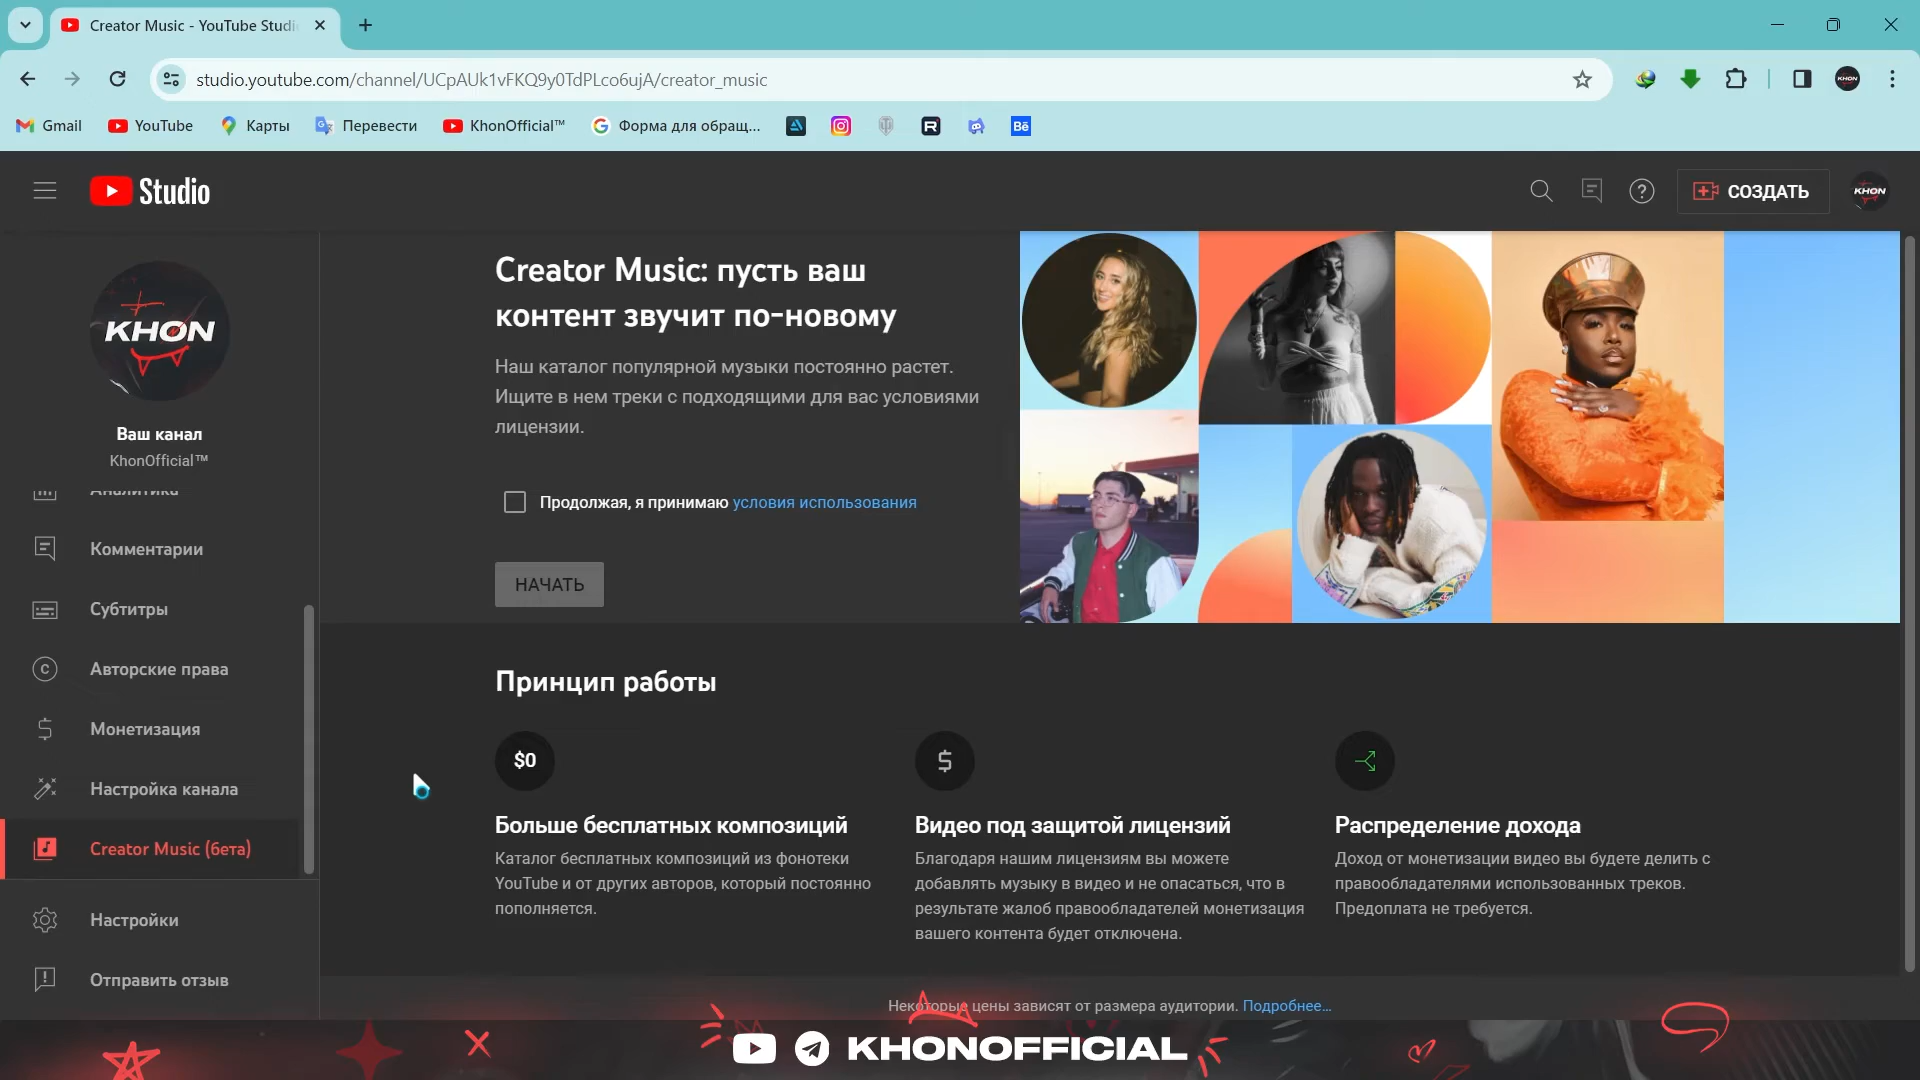 Creator Music - YouTube Studi
studio.youtube.com/channel/UCpAUk1vFKQ9y0TdPLco6ujA/creator_music
Gmail
YouTube
Карты
Перевести
KhonOfficial™
Форма для обращ...
Bē
Studio
СОЗДАТЬ
KHON
KHON
Ваш канал
KhonOfficial™
Аналитика
Комментарии
Субтитры
Авторские права
Монетизация
Настройка канала
Creator Music (бета)
Настройки
Отправить отзыв
Creator Music: пусть ваш
контент звучит по-новому
Наш каталог популярной музыки постоянно растет.
Ищите в нем треки с подходящими для вас условиями
лицензии.
Продолжая, я принимаю условия использования
НАЧАТЬ
Принцип работы
$0
Больше бесплатных композиций
Каталог бесплатных композиций из фонотеки
YouTube и от других авторов, который постоянно
пополняется.
Видео под защитой лицензий
Благодаря нашим лицензиям вы можете
добавлять музыку в видео и не опасаться, что в
результате жалоб правообладателей монетизация
вашего контента будет отключена.
Распределение дохода
Доход от монетизации видео вы будете делить с
правообладателями использованных треков.
Предоплата не требуется.
Некоторые цены зависят от размера аудитории. Подробнее...
KHONOFFICIAL